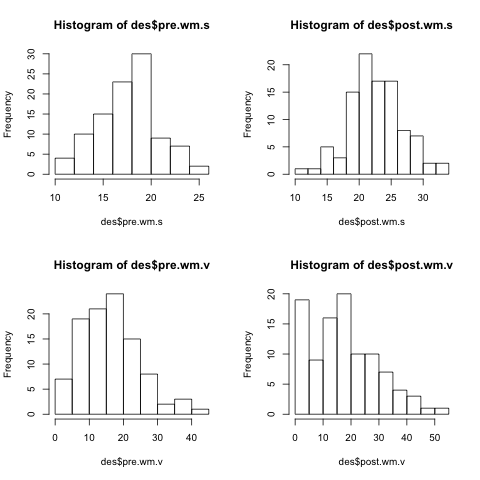 Histogram of des$pre.wm.s
Frequency
0 5 10 15 20 25 30
10 15 20 25
des$pre.wm.s
Histogram of des$post.wm.s
Frequency
0 5 10 15 20
10 15 20 25 30
des$post.wm.s
Histogram of des$pre.wm.v
Frequency
0 5 10 15 20
0 10 20 30 40
des$pre.wm.v
Histogram of des$post.wm.v
Frequency
0 5 10 15 20
0 10 20 30 40 50
des$post.wm.v